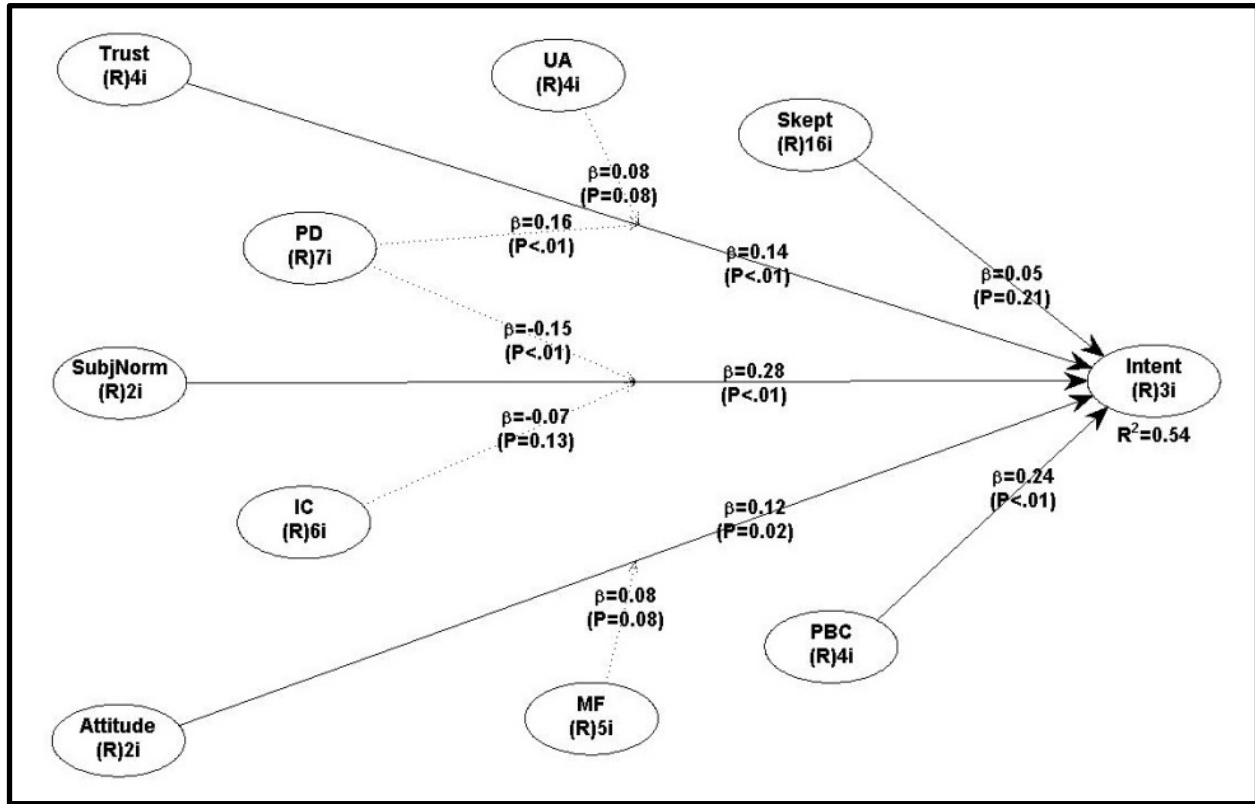 Trust
(R)4i
UA
(R)4i
Skept
(R)16i
β=0.08
(P=0.08)
PD
(R)7i
β=0.16
(P<.01)
β=0.14
(P<.01)
β=0.05
(P=0.21)
β=-0.15
(P<.01)
SubjNorm
(R)2i
β=0.28
(P<.01)
Intent
(R)3i
R²=0.54
β=-0.07
(P=0.13)
IC
(R)6i
β=0.24
(P<.01)
β=0.12
(P=0.02)
β=0.08
(P=0.08)
PBC
(R)4i
MF
(R)5i
Attitude
(R)2i